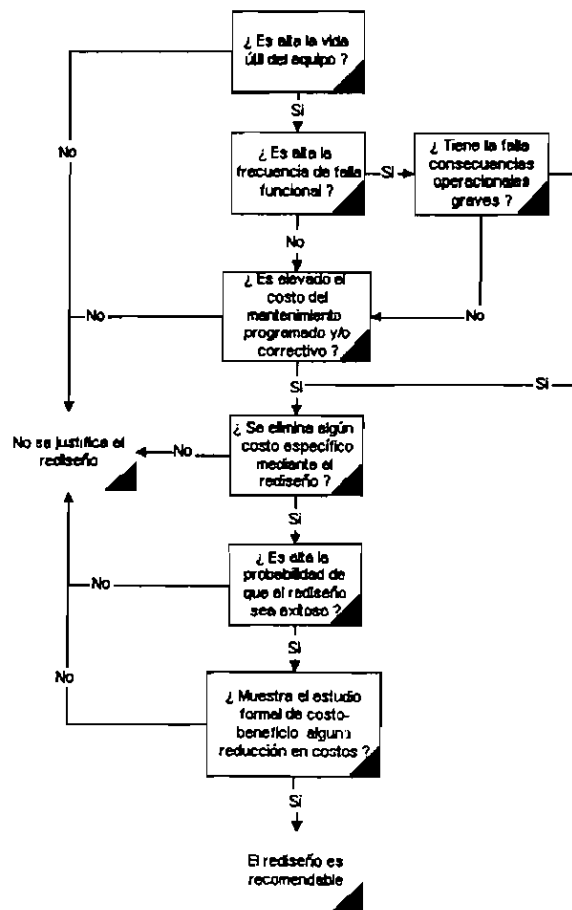 ¿ Es alta la vida
útil del equipo ?
Si
No
¿ Es alta la
frecuencia de falla
funcional ?
Si
¿ Tiene la falla
consecuancias
operacionales
graves ?
No
No
¿ Es elevado el
costo del
mantenimiento
programado y/o
correctivo ?
No
Si
Si
¿ Se elimina algún
costo específico
mediante el
rediseño ?
No
No se justifica el
rediseño
Si
¿ Es alta la
probabilidad de
que el rediseño
sea exitoso ?
No
Si
No
¿ Muestra el estudio
formal de costo-
beneficio alguna
reducción en costos ?
Si
El rediseño es
recomendable